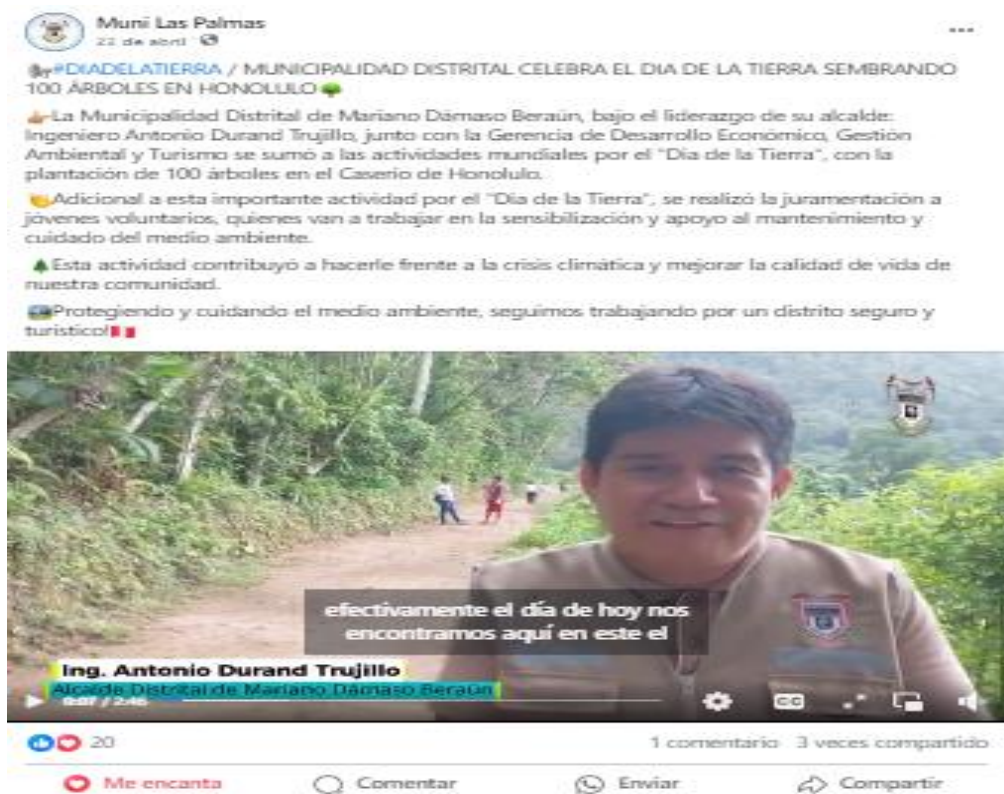 Muni Las Palmas
22 de abril
#DIADELATIERRA / MUNICIPALIDAD DISTRITAL CELEBRA EL DIA DE LA TIERRA SEMBRANDO
100 ÁRBOLES EN HONOLULO
La Municipalidad Distrital de Mariano Dámaso Beraún, bajo el liderazgo de su alcalde:
Ingeniero Antonio Durand Trujillo, junto con la Gerencia de Desarrollo Económico, Gestión
Ambiental y Turismo se sumó a las actividades mundiales por el "Día de la Tierra", con la
plantación de 100 árboles en el Caserío de Honolulo.
Adicional a esta importante actividad por el "Día de la Tierra", se realizó la juramentación a
jóvenes voluntarios, quienes van a trabajar en la sensibilización y apoyo al mantenimiento y
cuidado del medio ambiente.
Esta actividad contribuyó a hacerle frente a la crisis climática y mejorar la calidad de vida de
nuestra comunidad.
Protegiendo y cuidando el medio ambiente, seguimos trabajando por un distrito seguro y
turístico!
efectivamente el día de hoy nos
encontramos aquí en este el
Ing. Antonio Durand Trujillo
Alcalde Distrital de Mariano Dámaso Beraún
CC
20
1 comentario 3 veces compartido
Me encanta
Comentar
Enviar
Compartir